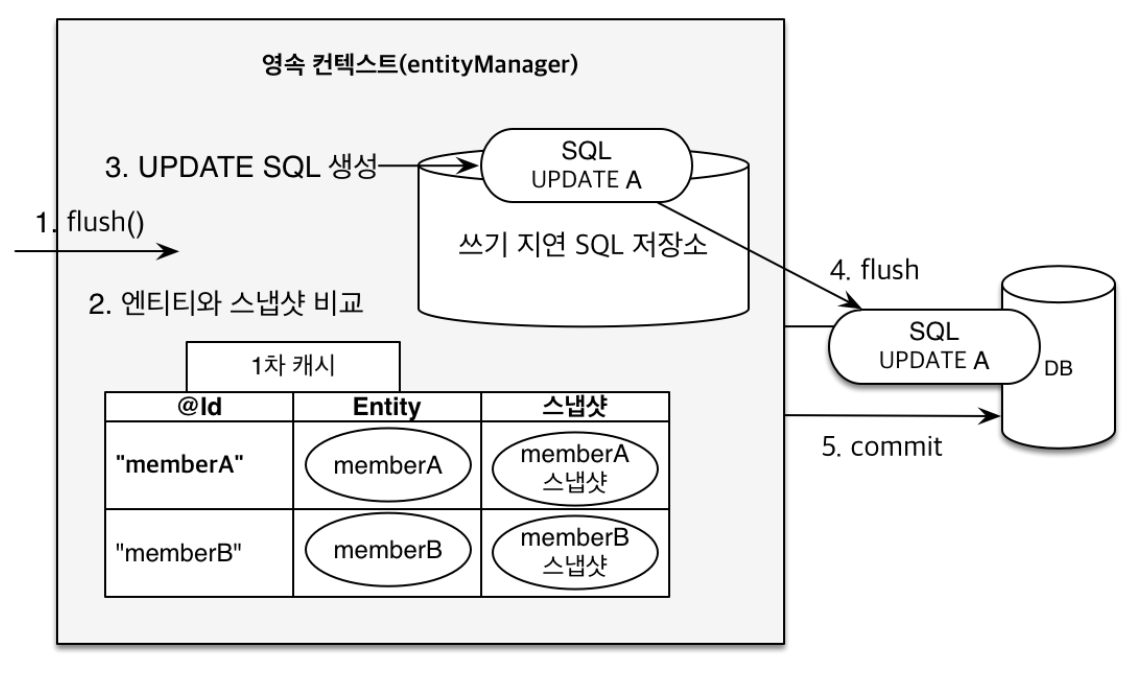 영속 컨텍스트(entityManager)
SQL
UPDATE A
3. UPDATE SQL 생성
1. flush()
쓰기 지연 SQL 저장소
4. flush
2. 엔티티와 스냅샷 비교
SQL
UPDATE A
DB
1차 캐시
@Id Entity 스냅샷
5. commit
"memberA" memberA memberA
스냅샷
"memberB" memberB memberB
스냅샷